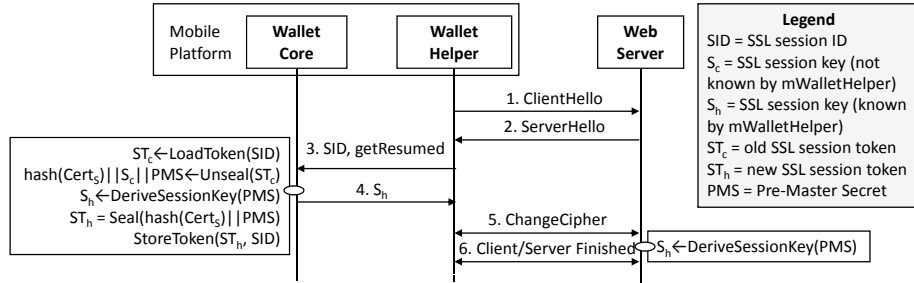 Mobile
Platform
Wallet
Core
Wallet
Helper
Web
Server
1. ClientHello
2. ServerHello
3. SID, getResumed
ST_c←LoadToken(SID)
hash(Cert_S)||S_c||PMS←Unseal(ST_c)
S_h←DeriveSessionKey(PMS)
ST_h = Seal(hash(Cert_S)||PMS)
StoreToken(ST_h, SID)
4. S_h
5. ChangeCipher
6. Client/Server Finished
S_h←DeriveSessionKey(PMS)
Legend
SID = SSL session ID
S_c = SSL session key (not
known by mWalletHelper)
S_h = SSL session key (known
by mWalletHelper)
ST_c = old SSL session token
ST_h = new SSL session token
PMS = Pre-Master Secret